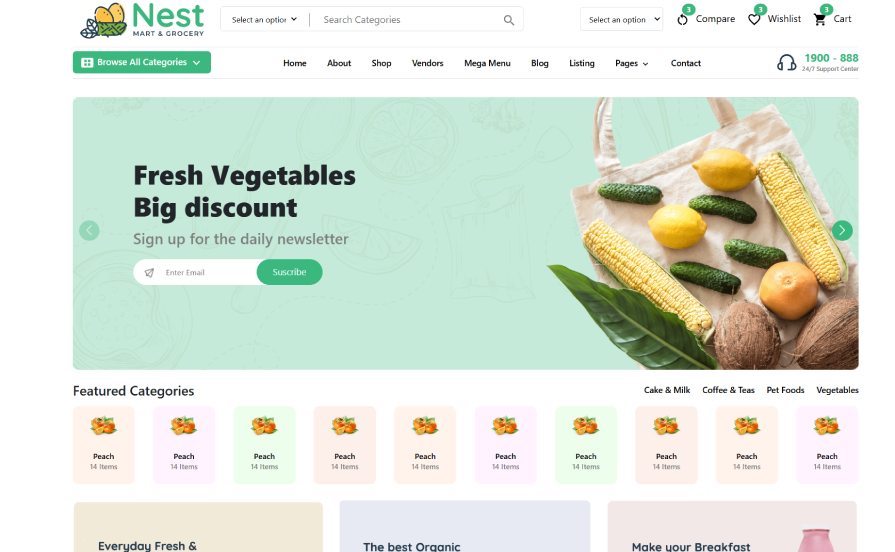 Nest
MART & GROCERY
Select an option
Search Categories
Select an option
3
Compare
3
Wishlist
3
Cart
Browse All Categories
Home
About
Shop
Vendors
Mega Menu
Blog
Listing
Pages
Contact
1900 - 888
24/7 Support Center
Fresh Vegetables
Big discount
Sign up for the daily newsletter
Enter Email
Suscribe
Featured Categories
Cake & Milk
Coffee & Teas
Pet Foods
Vegetables
Peach
14 Items
Peach
14 Items
Peach
14 Items
Peach
14 Items
Peach
14 Items
Peach
14 Items
Peach
14 Items
Peach
14 Items
Peach
14 Items
Peach
14 Items
Everyday Fresh &
The best Organic
Make your Breakfast